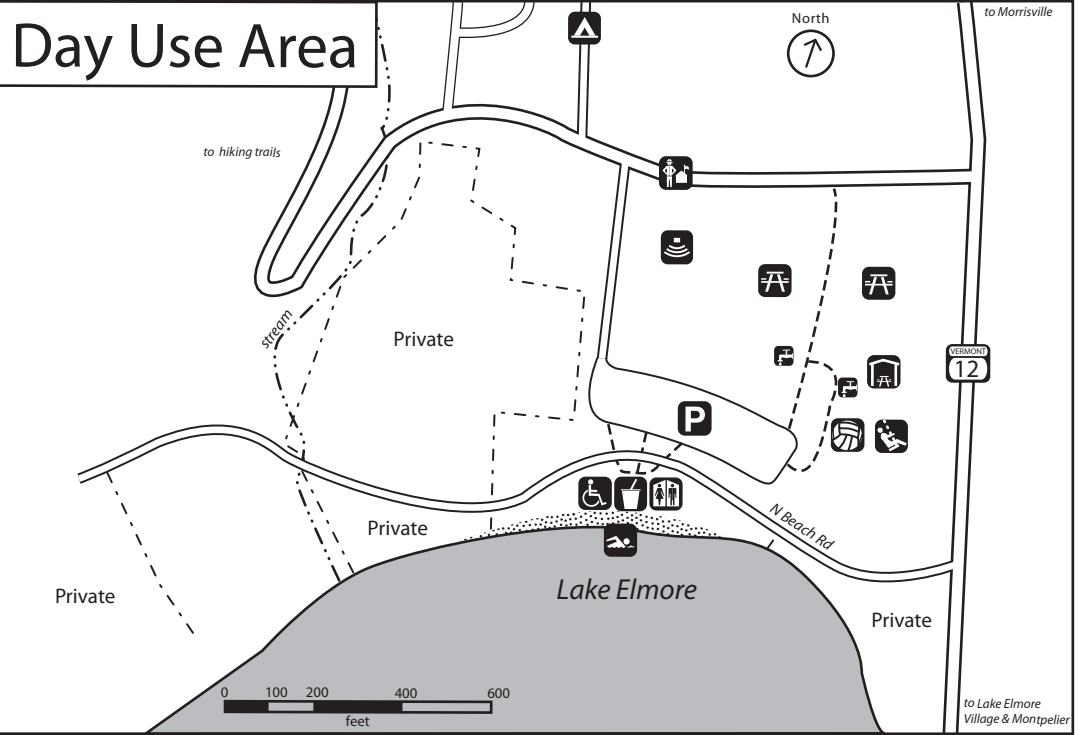 Day Use Area
to Morrisville
North
to hiking trails
stream
Private
VERMONT
12
P
N Beach Rd
Private
Lake Elmore
Private
Private
0 100 200 400 600
feet
to Lake Elmore
Village & Montpelier